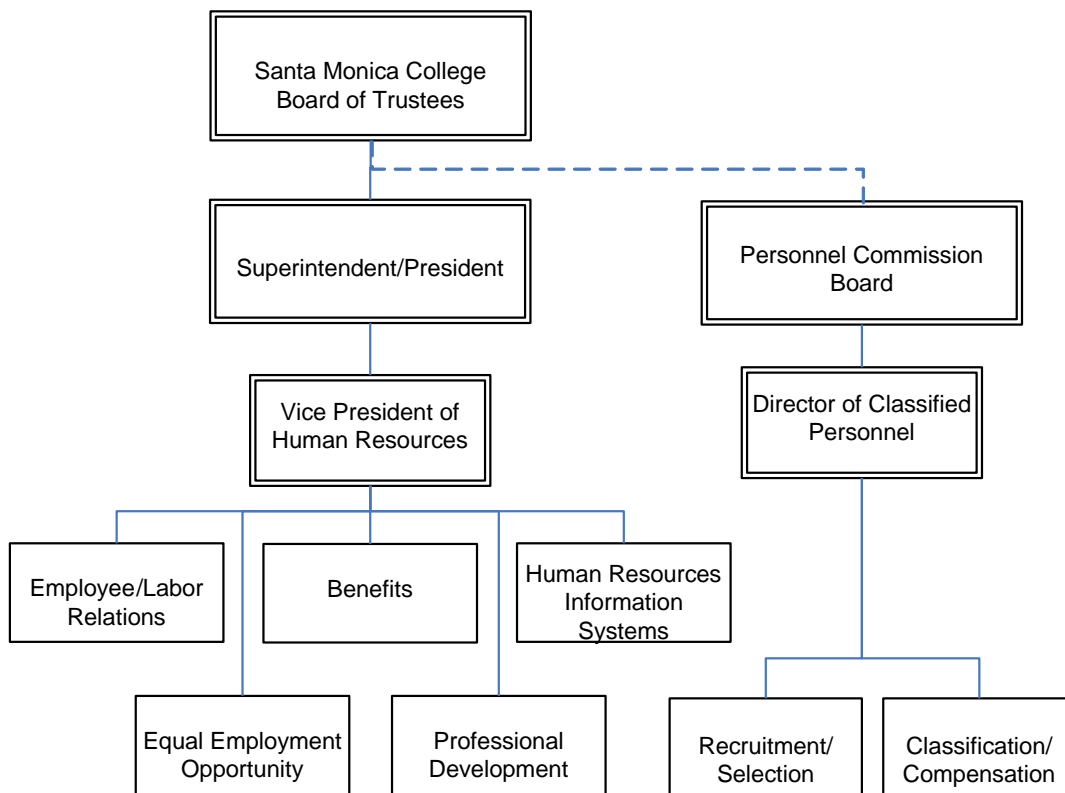 Santa Monica College
Board of Trustees
Superintendent/President
Personnel Commission
Board
Vice President of
Human Resources
Director of Classified
Personnel
Employee/Labor
Relations
Benefits
Human Resources
Information
Systems
Equal Employment
Opportunity
Professional
Development
Recruitment/
Selection
Classification/
Compensation